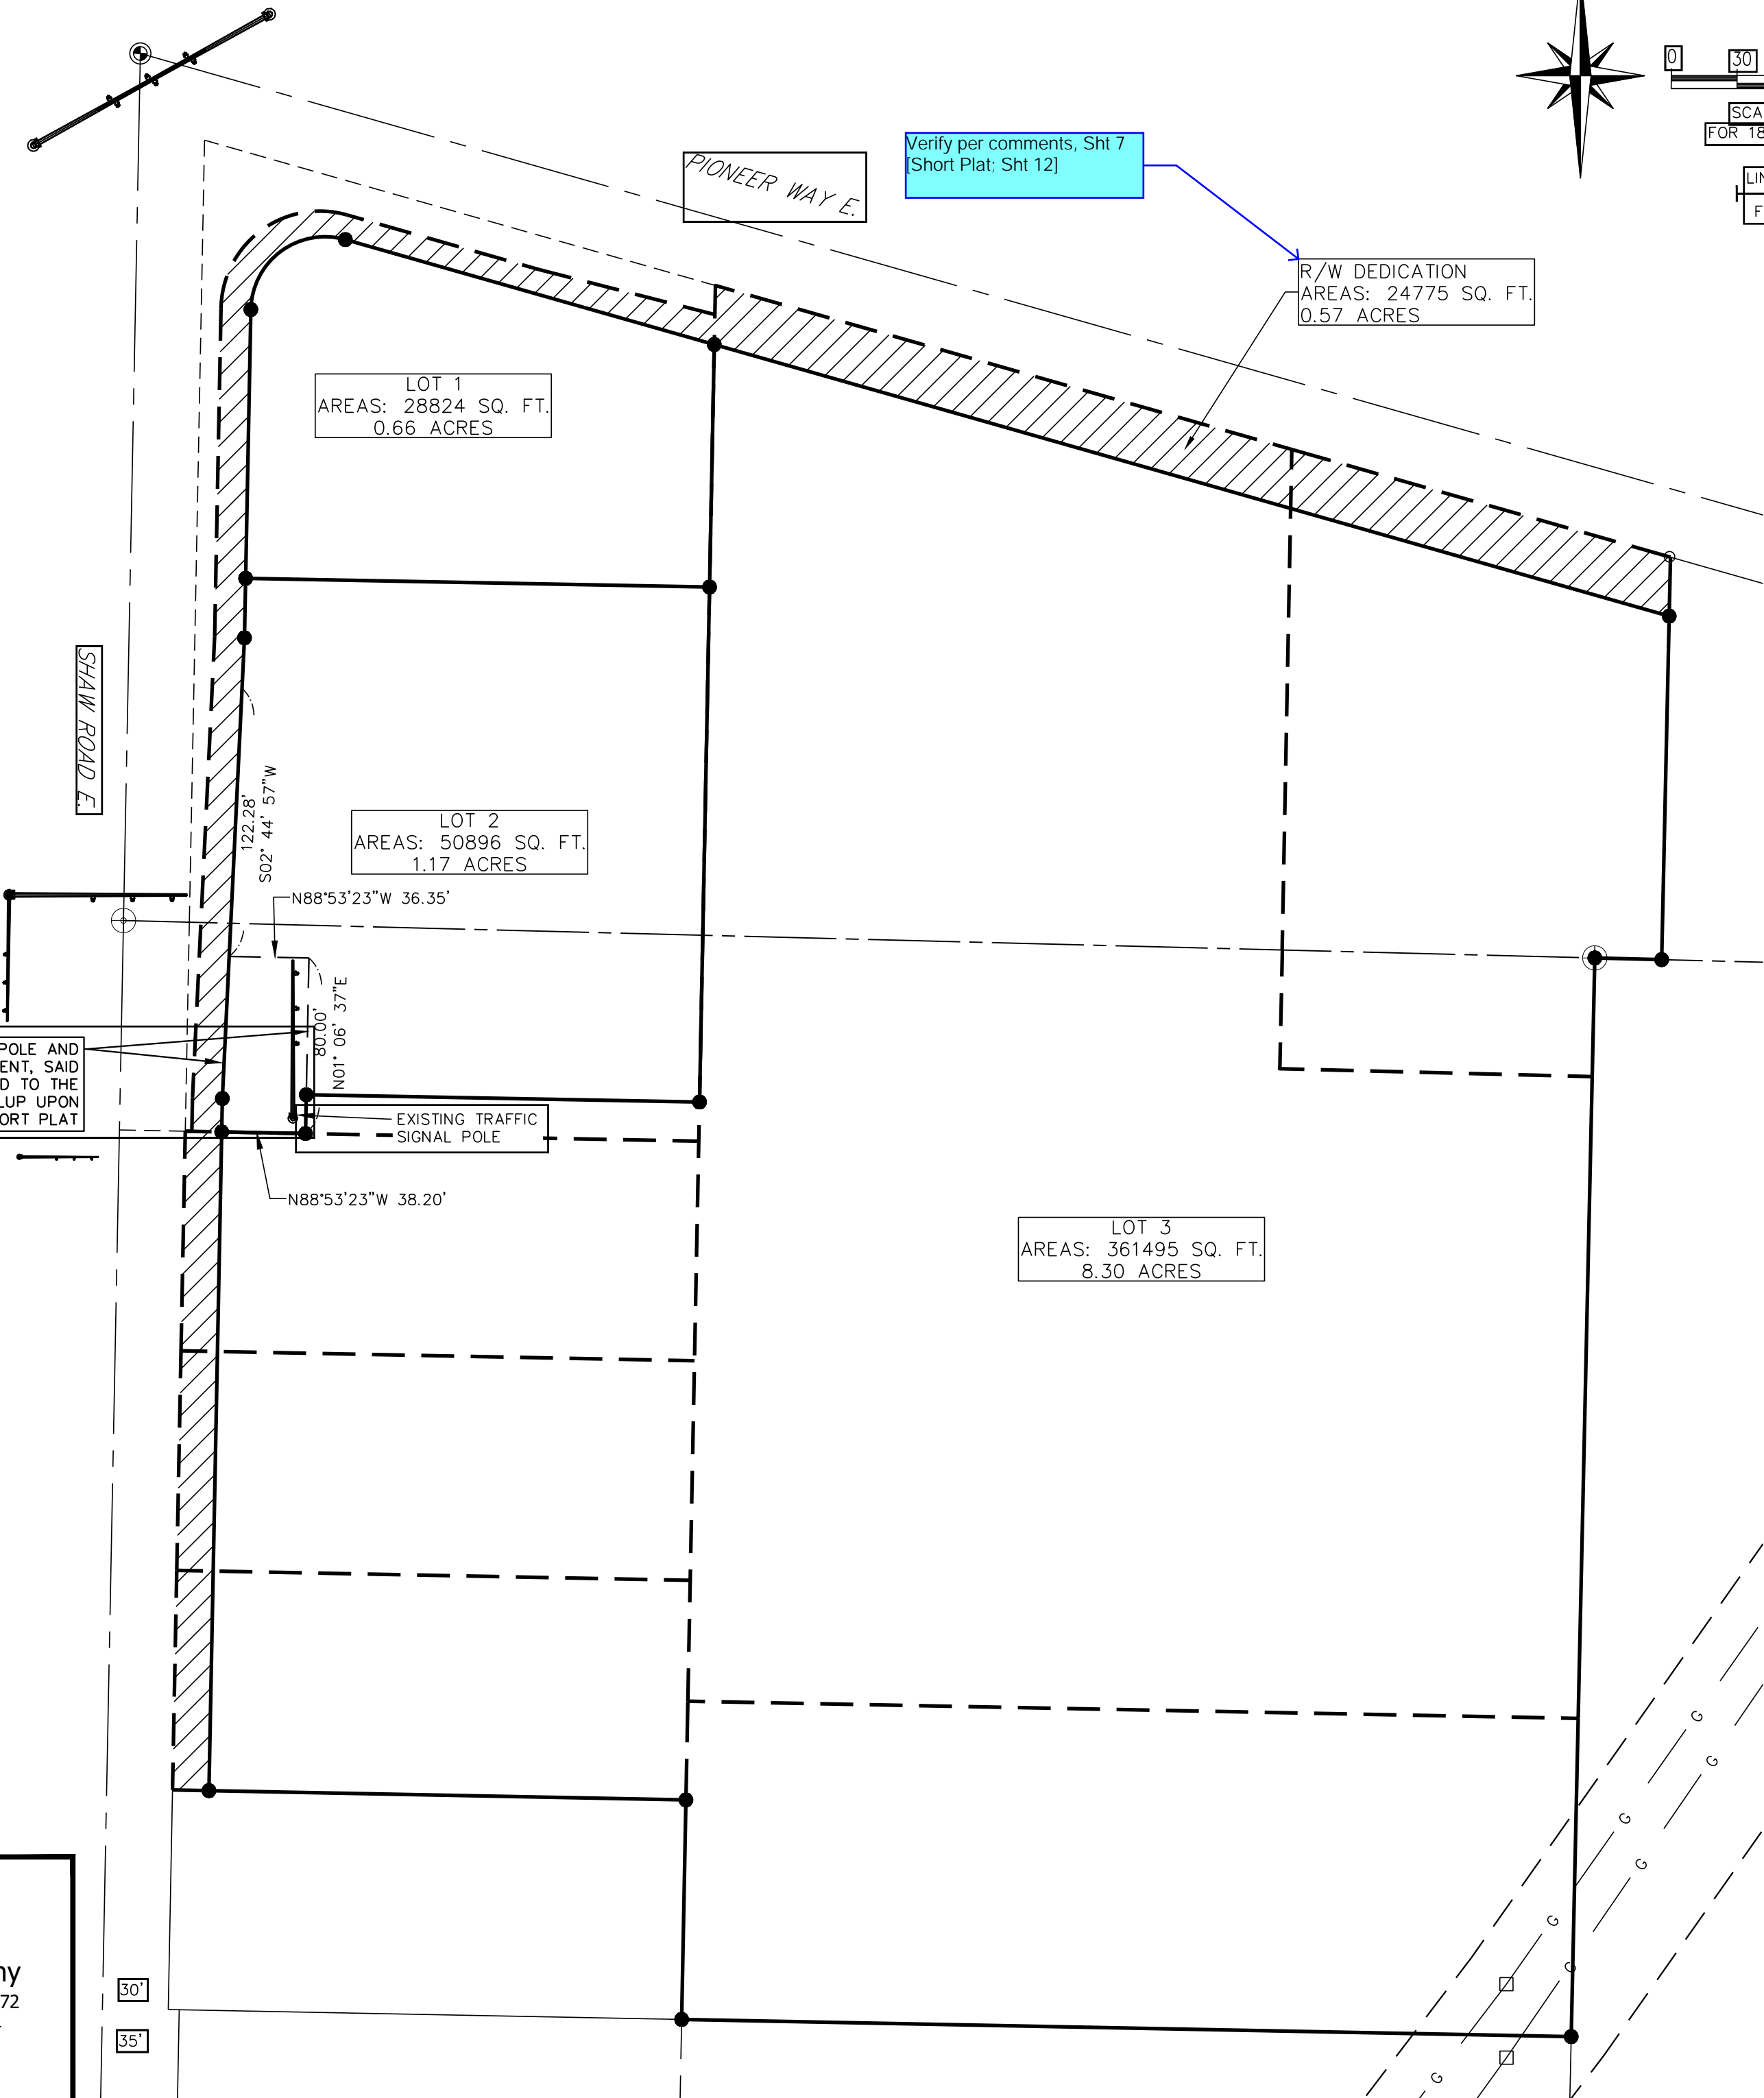 0
30
SCA
FOR 18
LIN
F
Verify per comments, Sht 7
[Short Plat; Sht 12]
PIONEER WAY E.
R/W DEDICATION
AREAS: 24775 SQ. FT.
0.57 ACRES
LOT 1
AREAS: 28824 SQ. FT.
0.66 ACRES
SHAW ROAD E.
122.28'
S02° 44' 57"W
LOT 2
AREAS: 50896 SQ. FT.
1.17 ACRES
N88°53'23"W 36.35'
80.00'
N01° 06' 37"E
POLE AND
ENT, SAID
D TO THE
LUP UPON
ORT PLAT
EXISTING TRAFFIC
SIGNAL POLE
N88°53'23"W 38.20'
LOT 3
AREAS: 361495 SQ. FT.
8.30 ACRES
G
G
G
G
G
G
G
ny
72
30'
35'